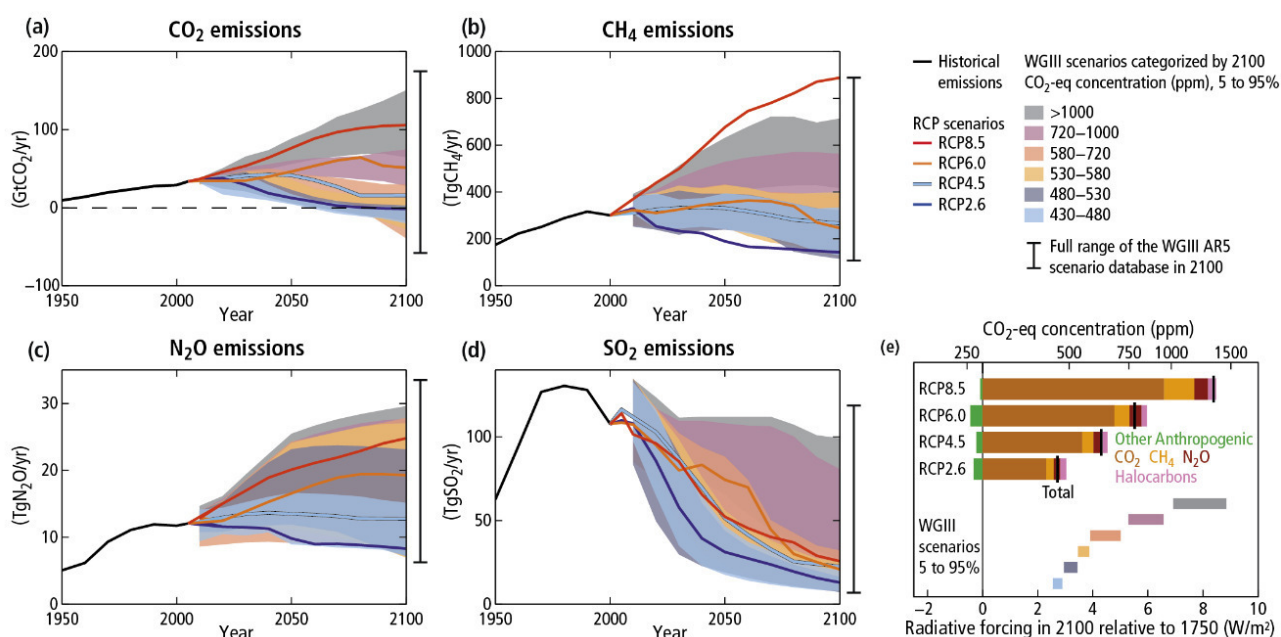 (a) CO₂ emissions
200
100
0
−100
(GtCO₂/yr)
1950 2000 2050 2100
Year
(b) CH₄ emissions
1000
800
600
400
200
0
(TgCH₄/yr)
1950 2000 2050 2100
Year
Historical
emissions
RCP scenarios
RCP8.5
RCP6.0
RCP4.5
RCP2.6
WGIII scenarios categorized by 2100
CO₂-eq concentration (ppm), 5 to 95%
>1000
720−1000
580−720
530−580
480−530
430−480
Full range of the WGIII AR5
scenario database in 2100
(c) N₂O emissions
30
20
10
0
(TgN₂O/yr)
1950 2000 2050 2100
Year
(d) SO₂ emissions
100
50
0
(TgSO₂/yr)
1950 2000 2050 2100
Year
(e)
CO₂-eq concentration (ppm)
250 500 750 1000 1500
RCP8.5
RCP6.0
RCP4.5
RCP2.6
Other Anthropogenic
CO₂ CH₄ N₂O
Halocarbons
Total
WGIII
scenarios
5 to 95%
−2 0 2 4 6 8 10
Radiative forcing in 2100 relative to 1750 (W/m²)